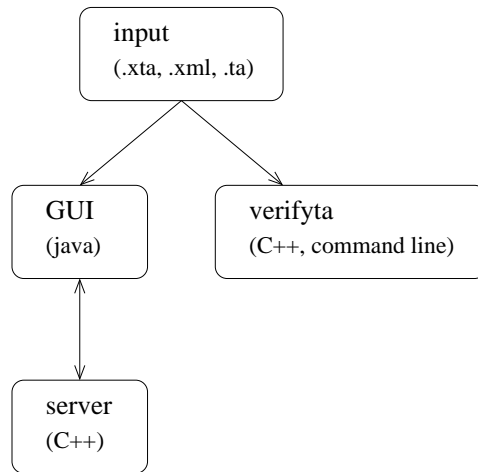 input
(.xta, .xml, .ta)
GUI
(java)
verifyta
(C++, command line)
server
(C++)